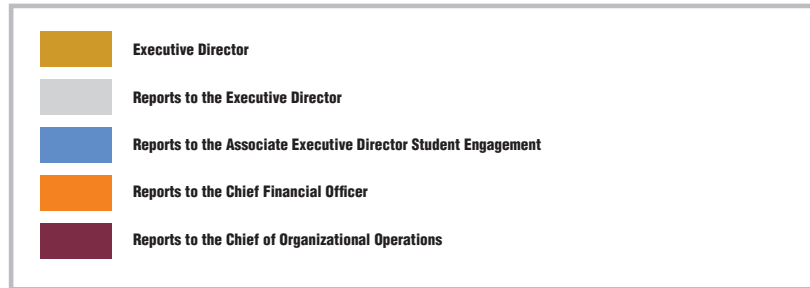 Executive Director
Reports to the Executive Director
Reports to the Associate Executive Director Student Engagement
Reports to the Chief Financial Officer
Reports to the Chief of Organizational Operations